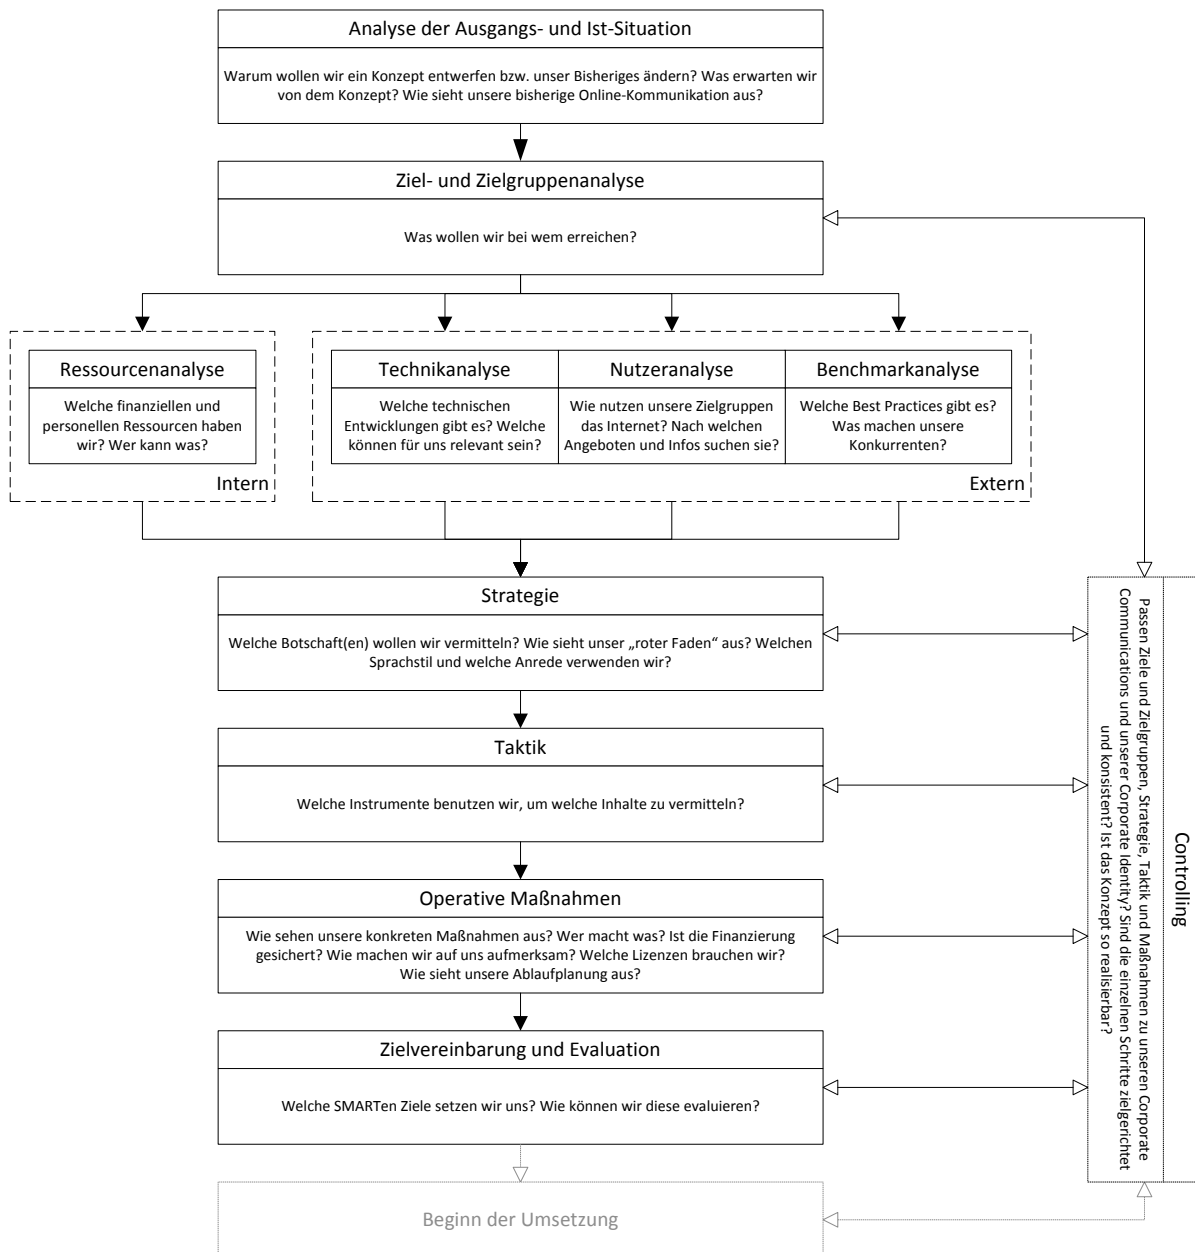 Analyse der Ausgangs- und Ist-Situation
Warum wollen wir ein Konzept entwerfen bzw. unser Bisheriges ändern? Was erwarten wir
von dem Konzept? Wie sieht unsere bisherige Online-Kommunikation aus?
Ziel- und Zielgruppenanalyse
Was wollen wir bei wem erreichen?
Ressourcenanalyse
Welche finanziellen und
personellen Ressourcen haben
wir? Wer kann was?
Intern
Technikanalyse
Welche technischen
Entwicklungen gibt es? Welche
können für uns relevant sein?
Nutzeranalyse
Wie nutzen unsere Zielgruppen
das Internet? Nach welchen
Angeboten und Infos suchen sie?
Benchmarkanalyse
Welche Best Practices gibt es?
Was machen unsere
Konkurrenten?
Extern
Strategie
Welche Botschaft(en) wollen wir vermitteln? Wie sieht unser „roter Faden“ aus? Welchen
Sprachstil und welche Anrede verwenden wir?
Taktik
Welche Instrumente benutzen wir, um welche Inhalte zu vermitteln?
Operative Maßnahmen
Wie sehen unsere konkreten Maßnahmen aus? Wer macht was? Ist die Finanzierung
gesichert? Wie machen wir auf uns aufmerksam? Welche Lizenzen brauchen wir?
Wie sieht unsere Ablaufplanung aus?
Zielvereinbarung und Evaluation
Welche SMARTen Ziele setzen wir uns? Wie können wir diese evaluieren?
Beginn der Umsetzung
Controlling
Passen Ziele und Zielgruppen, Strategie, Taktik und Maßnahmen zu unseren Corporate
Communications und unserer Corporate Identity? Sind die einzelnen Schritte zielgerichtet
und konsistent? Ist das Konzept so realisierbar?